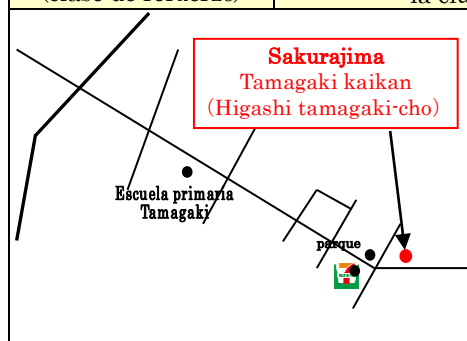 Sakurajima
Tamagaki kaikan
(Higashi tamagaki-cho)
Escuela primaria
Tamagaki
parque